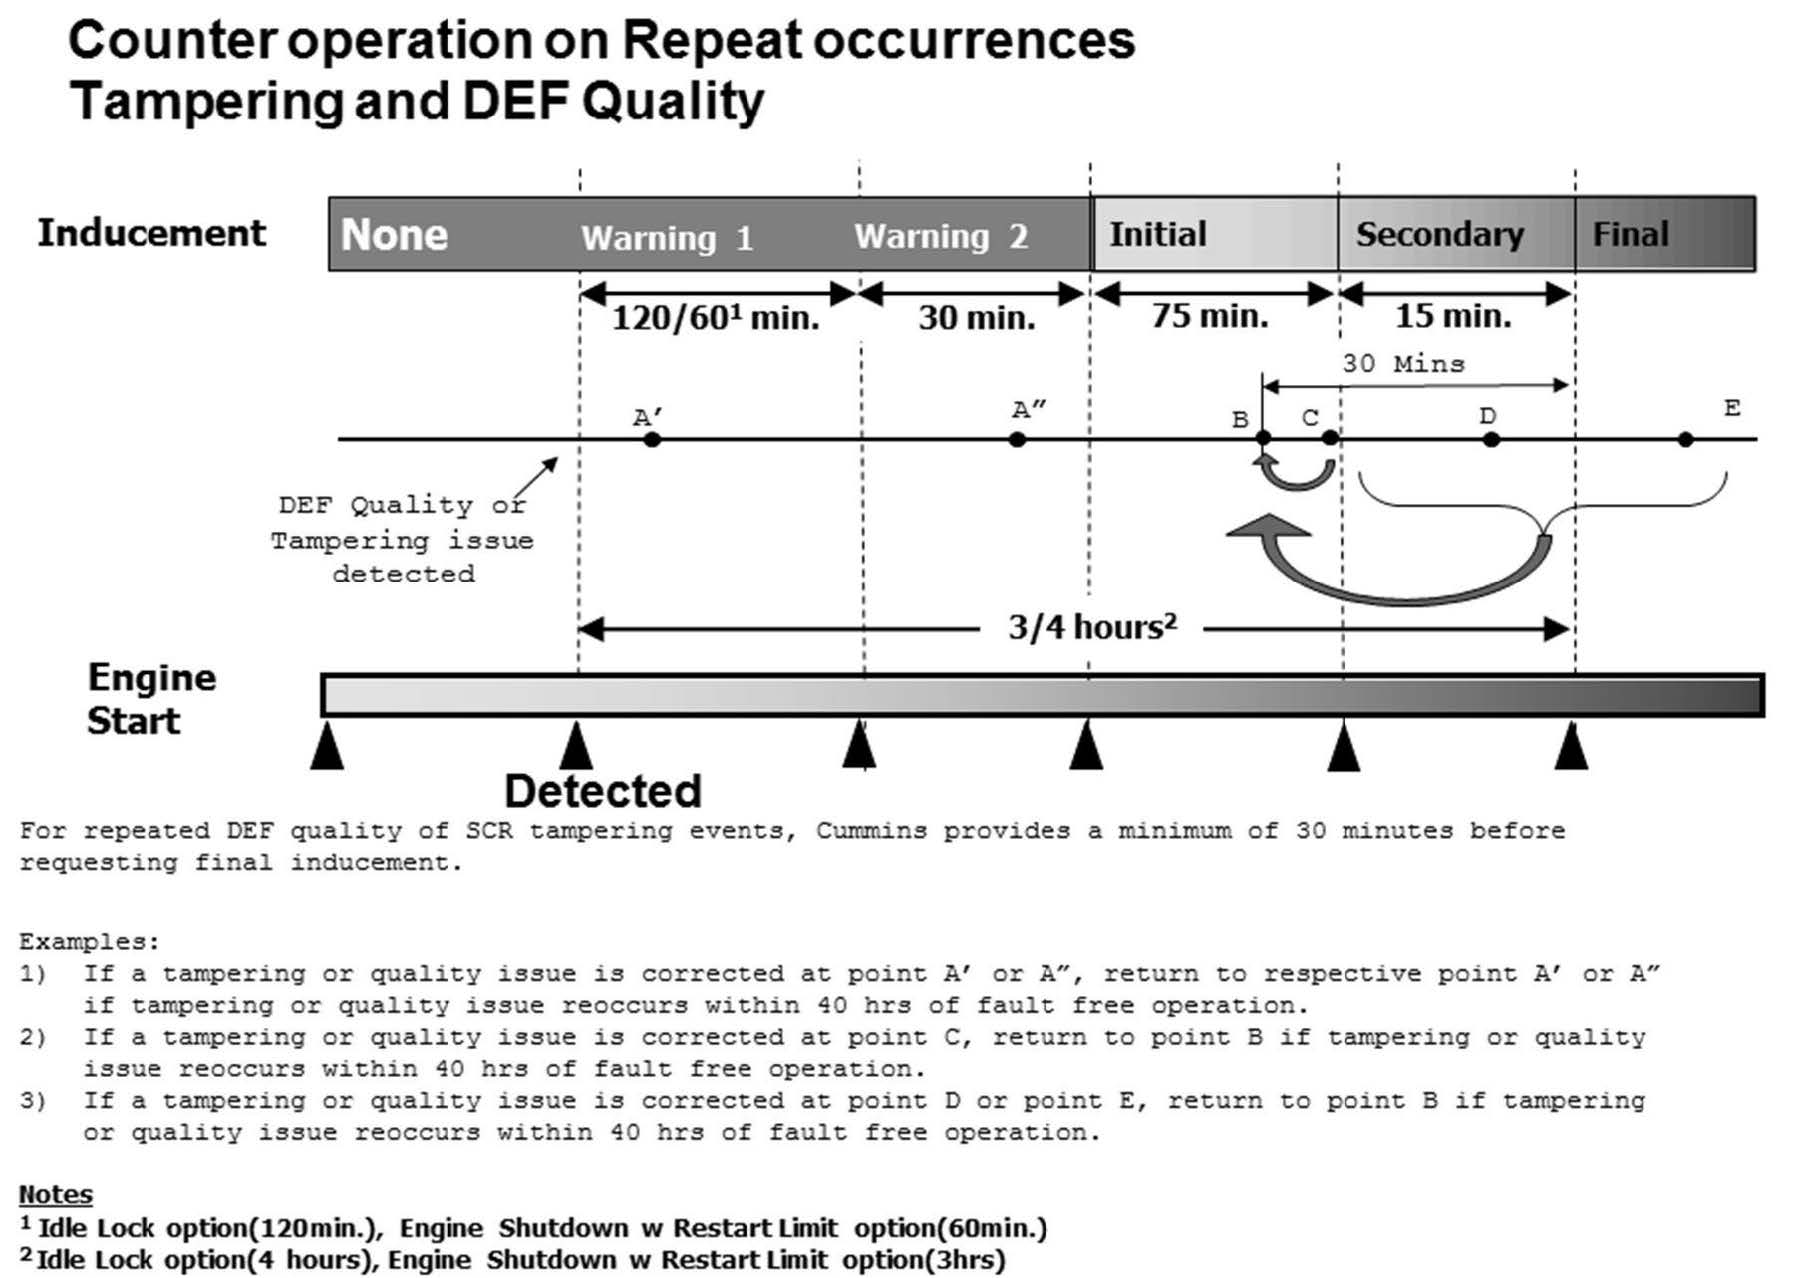 Counter operation on Repeat occurrences
Tampering and DEF Quality
Inducement
None
Warning 1
Warning 2
Initial
Secondary
Final
120/60¹ min.
30 min.
75 min.
15 min.
30 Mins
A′
A″
B
C
D
E
DEF Quality or
Tampering issue
detected
3/4 hours²
Engine
Start
Detected
For repeated DEF quality of SCR tampering events, Cummins provides a minimum of 30 minutes before
requesting final inducement.
Examples:
1) If a tampering or quality issue is corrected at point A′ or A″, return to respective point A′ or A″
if tampering or quality issue reoccurs within 40 hrs of fault free operation.
2) If a tampering or quality issue is corrected at point C, return to point B if tampering or quality
issue reoccurs within 40 hrs of fault free operation.
3) If a tampering or quality issue is corrected at point D or point E, return to point B if tampering
or quality issue reoccurs within 40 hrs of fault free operation.
Notes
¹ Idle Lock option(120min.), Engine Shutdown w Restart Limit option(60min.)
² Idle Lock option(4 hours), Engine Shutdown w Restart Limit option(3hrs)